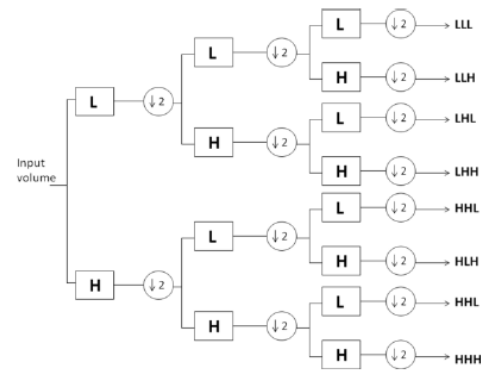 L ↓2 LLL
L ↓2
H ↓2 LLH
L ↓2
L ↓2 LHL
H ↓2
H ↓2 LHH
Input
volume
L ↓2 HHL
L ↓2
H ↓2 HLH
H ↓2
L ↓2 HHL
H ↓2
H ↓2 HHH